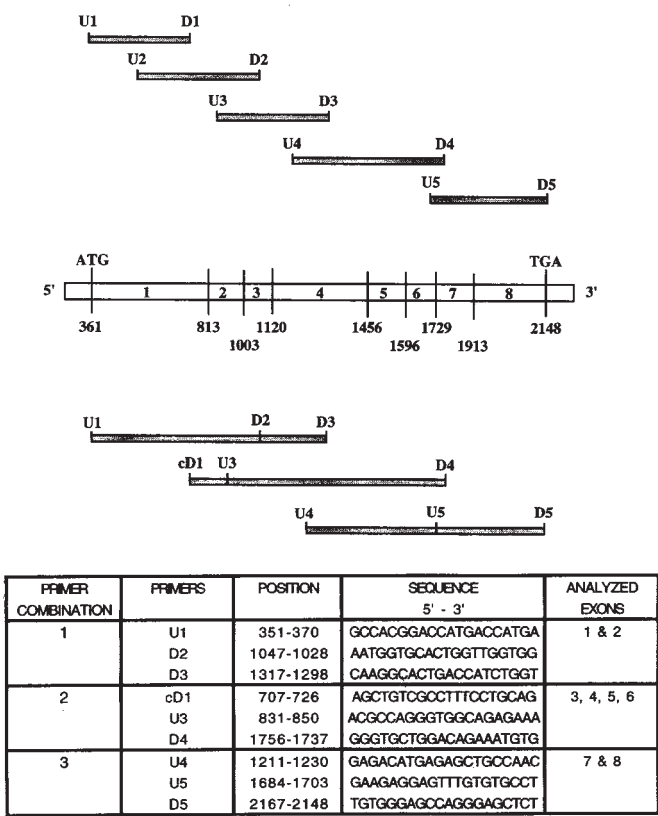 U1 D1
U2 D2
U3 D3
U4 D4
U5 D5
ATG TGA
5' 1 2 3 4 5 6 7 8 3'
361 813 1120 1456 1596 1729 2148
1003 1913
U1 D2 D3
cD1 U3 D4
U4 U5 D5
PRIMER COMBINATION PRIMERS POSITION SEQUENCE 5' - 3' ANALYZED EXONS
1 U1 351-370 GCCACGGACCATGACCATGA 1 & 2
D2 1047-1028 AATGGTGCACTGGTTGGTGG
D3 1317-1298 CAAGGCACTGACCATCTGGT
2 cD1 707-726 AGCTGTCGCCTTTCCTGCAG 3, 4, 5, 6
U3 831-850 ACGCCAGGGTGGCAGAGAAA
D4 1756-1737 GGGTGCTGGACAGAAATGTG
3 U4 1211-1230 GAGACATGAGAGCTGCCAAC 7 & 8
U5 1684-1703 GAAGAGGAGTTTGTGTGCCT
D5 2167-2148 TGTGGGAGCCAGGGAGCTCT